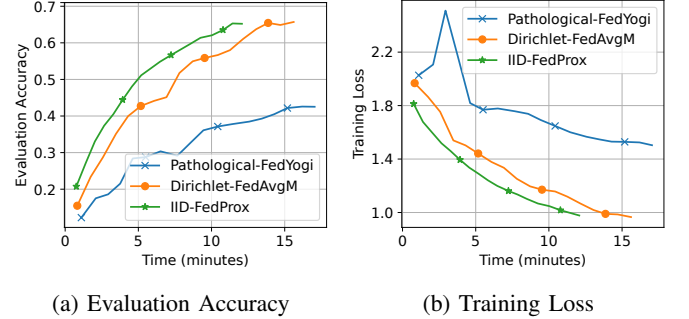 0.7
0.6
0.5
0.4
0.3
0.2
Evaluation Accuracy
Pathological-FedYogi
Dirichlet-FedAvgM
IID-FedProx
0
5
10
15
Time (minutes)
(a) Evaluation Accuracy
2.2
1.8
1.4
1.0
Training Loss
Pathological-FedYogi
Dirichlet-FedAvgM
IID-FedProx
0
5
10
15
Time (minutes)
(b) Training Loss